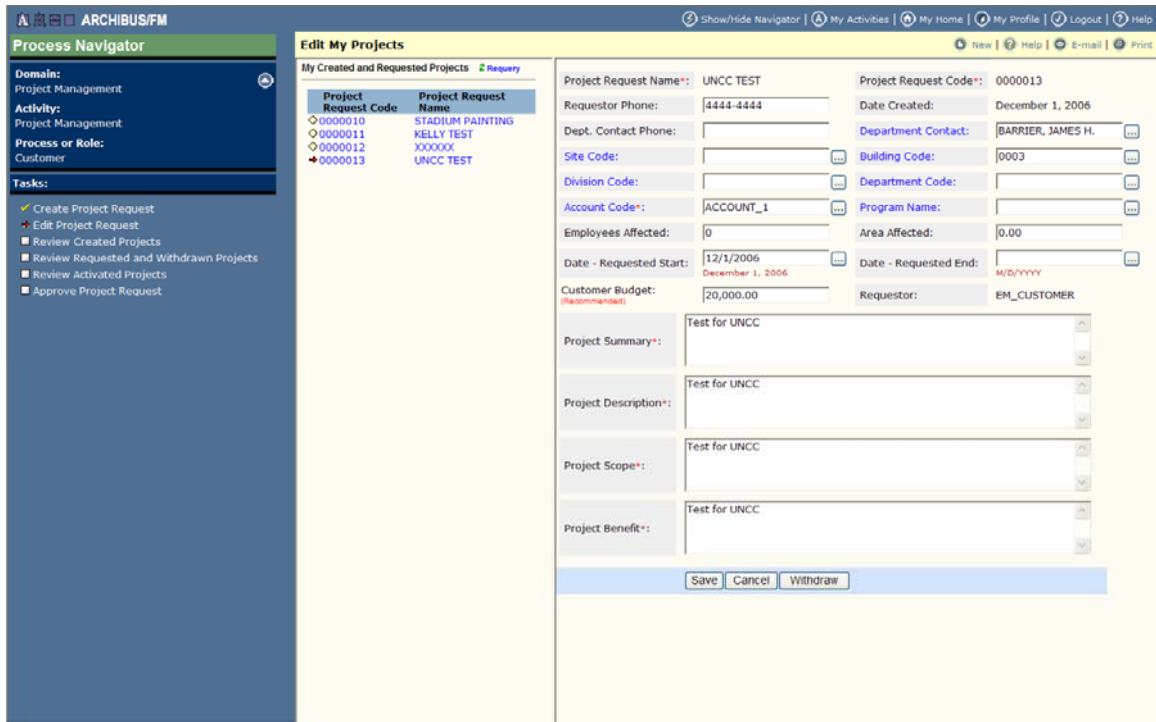 ARCHIBUS/FM
Show/Hide Navigator | My Activities | My Home | My Profile | Logout | Help
Process Navigator
Domain:
Project Management
Activity:
Project Management
Process or Role:
Customer
Tasks:
Create Project Request
Edit Project Request
Review Created Projects
Review Requested and Withdrawn Projects
Review Activated Projects
Approve Project Request
Edit My Projects
New | Help | E-mail | Print
My Created and Requested Projects Requery
Project Request Code Project Request Name
0000010 STADIUM PAINTING
0000011 KELLY TEST
0000012 XXXXXX
0000013 UNCC TEST
Project Request Name*: UNCC TEST Project Request Code*: 0000013
Requestor Phone: 4444-4444 Date Created: December 1, 2006
Dept. Contact Phone: Department Contact: BARRIER, JAMES H. ...
Site Code: ... Building Code: 0003 ...
Division Code: ... Department Code: ...
Account Code*: ACCOUNT_1 ... Program Name: ...
Employees Affected: 0 Area Affected: 0.00
Date - Requested Start: 12/1/2006 ... Date - Requested End: ...
December 1, 2006 M/D/YYYY
Customer Budget: 20,000.00 Requestor: EM_CUSTOMER
(Recommended)
Project Summary*: Test for UNCC
Project Description*: Test for UNCC
Project Scope*: Test for UNCC
Project Benefit*: Test for UNCC
Save Cancel Withdraw